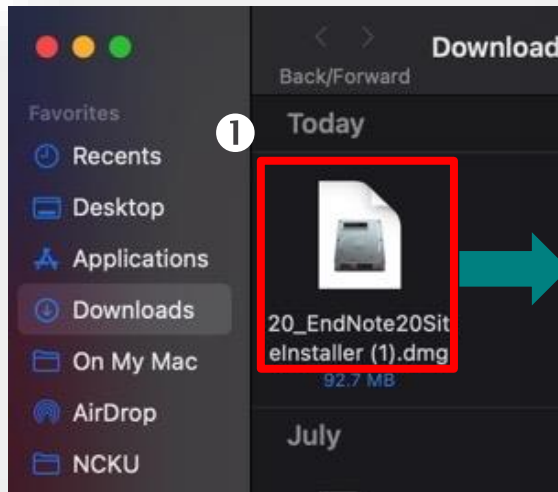 Back/Forward
Download
Favorites
Recents
Desktop
Applications
Downloads
On My Mac
AirDrop
NCKU
1
Today
20_EndNote20Sit
eInstaller (1).dmg
92.7 MB
July